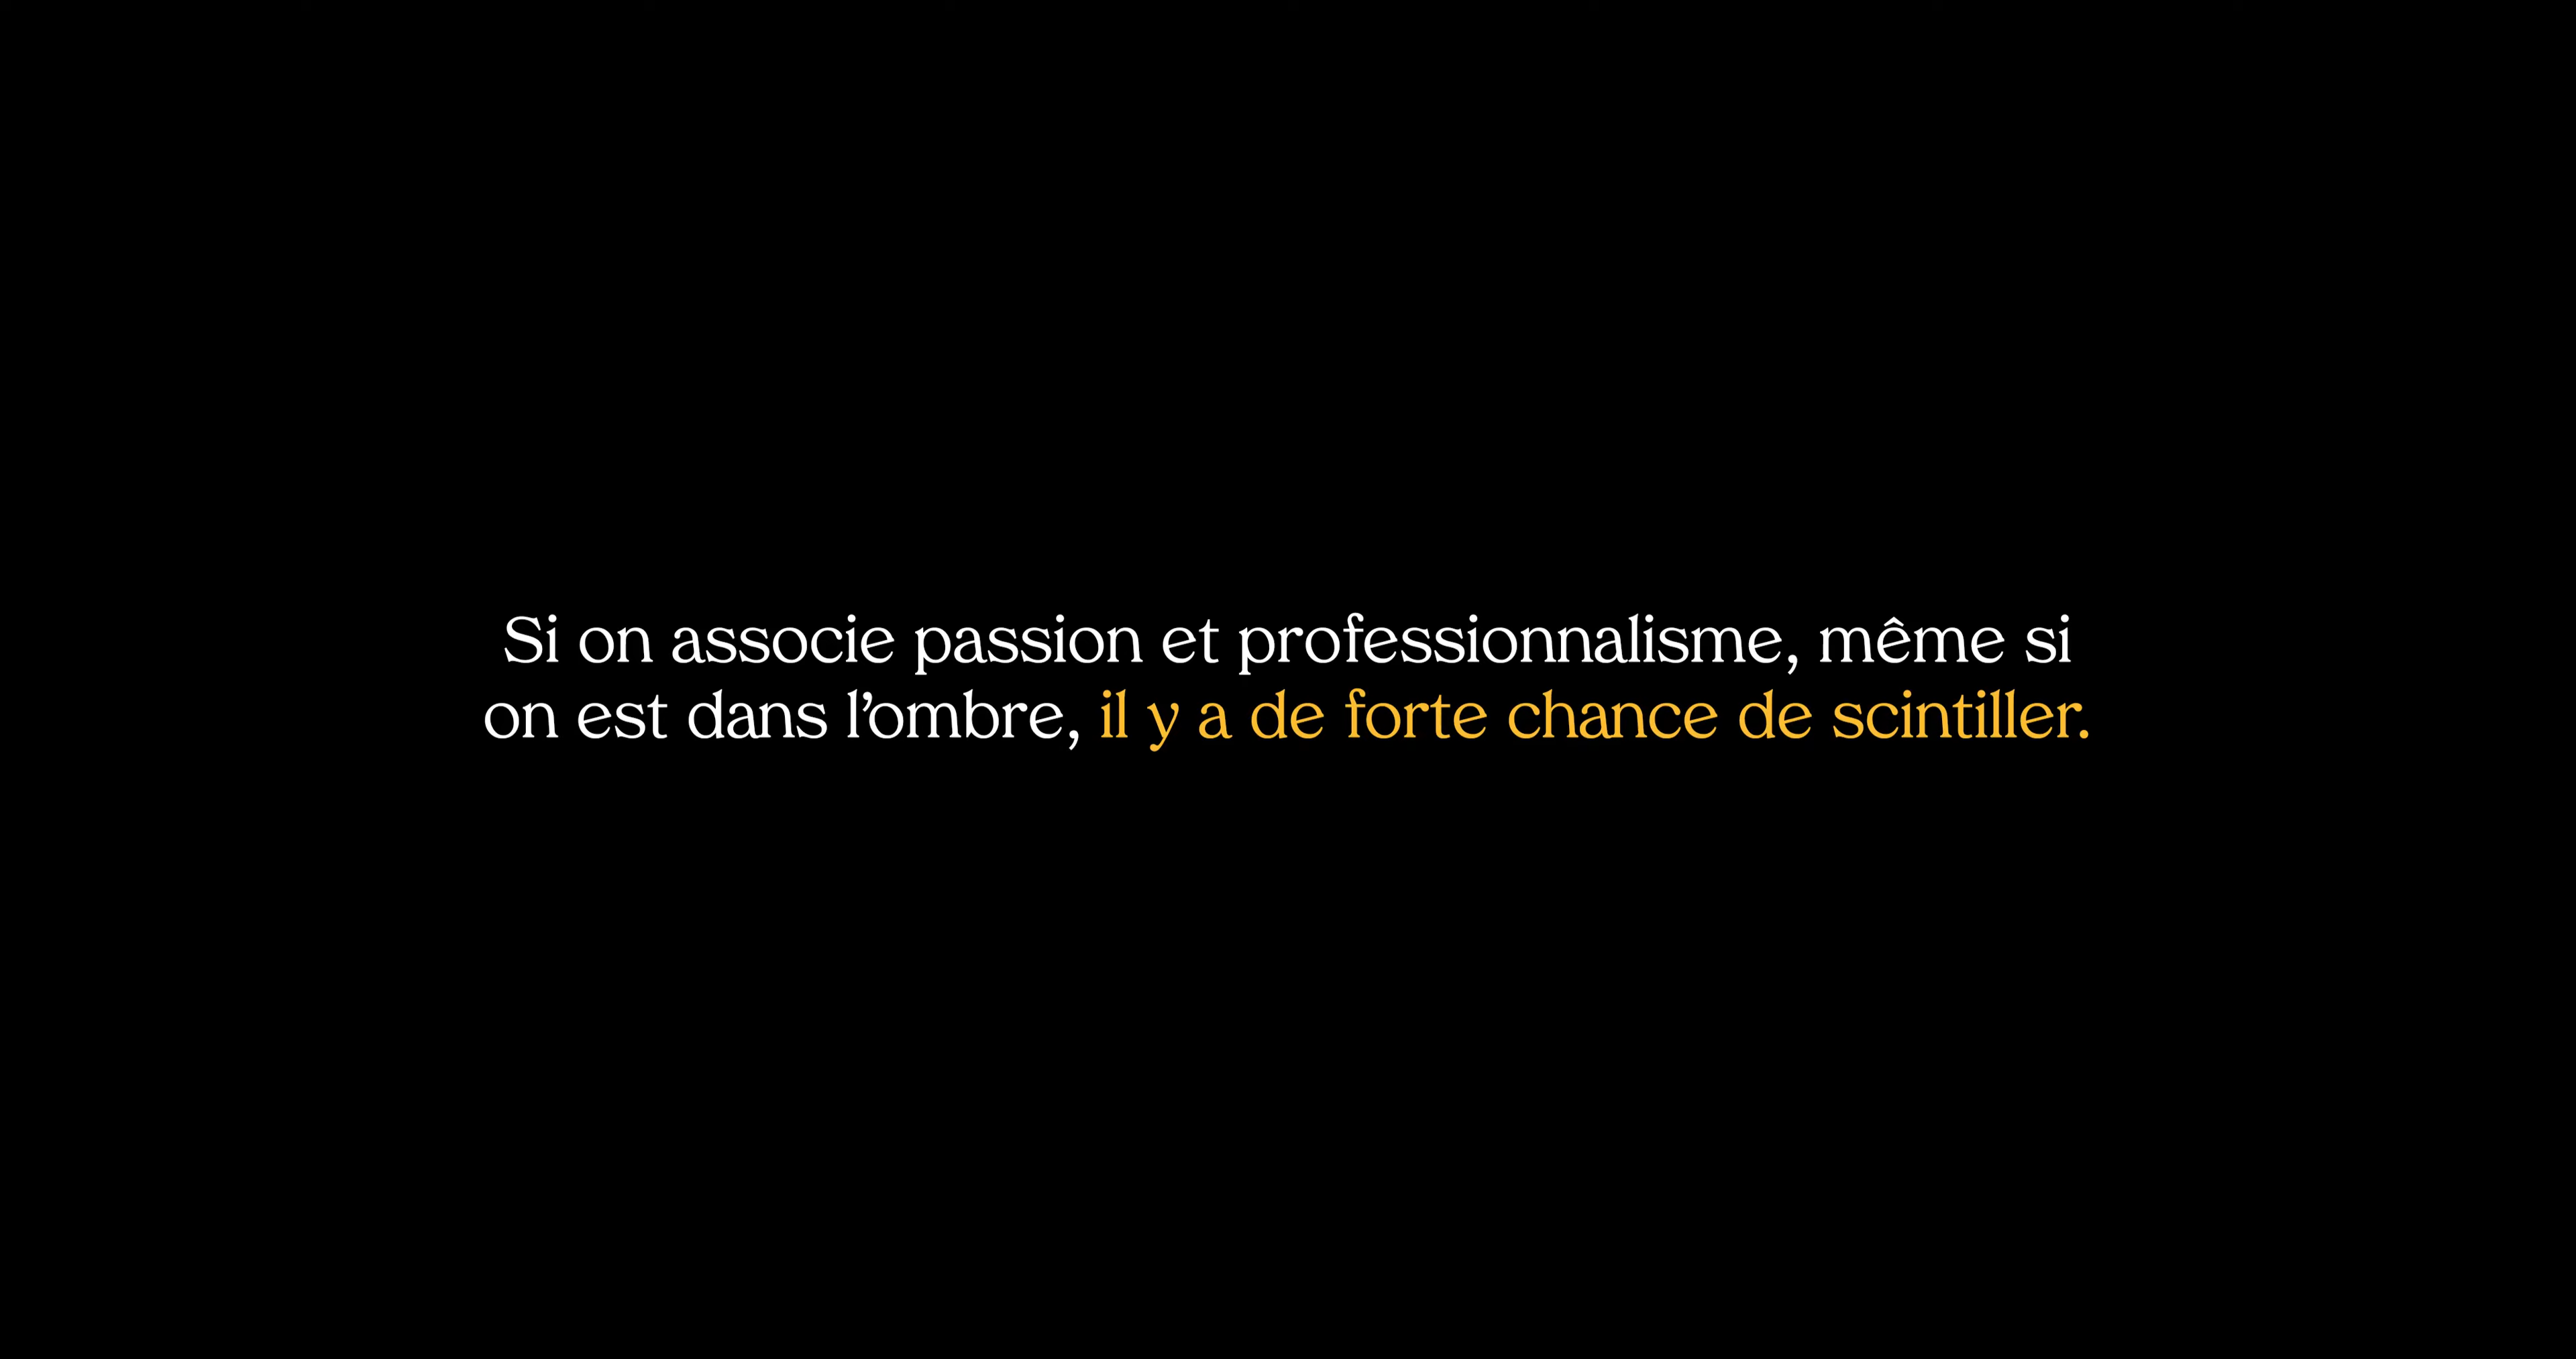 Si on associe passion et professionnalisme, même si
on est dans l’ombre, il y a de forte chance de scintiller.